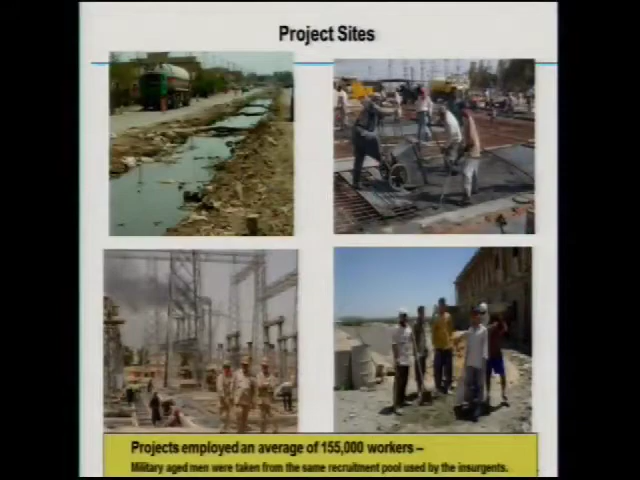 Project Sites
Projects employed an average of 155,000 workers –
Military aged men were taken from the same recruitment pool used by the insurgents.